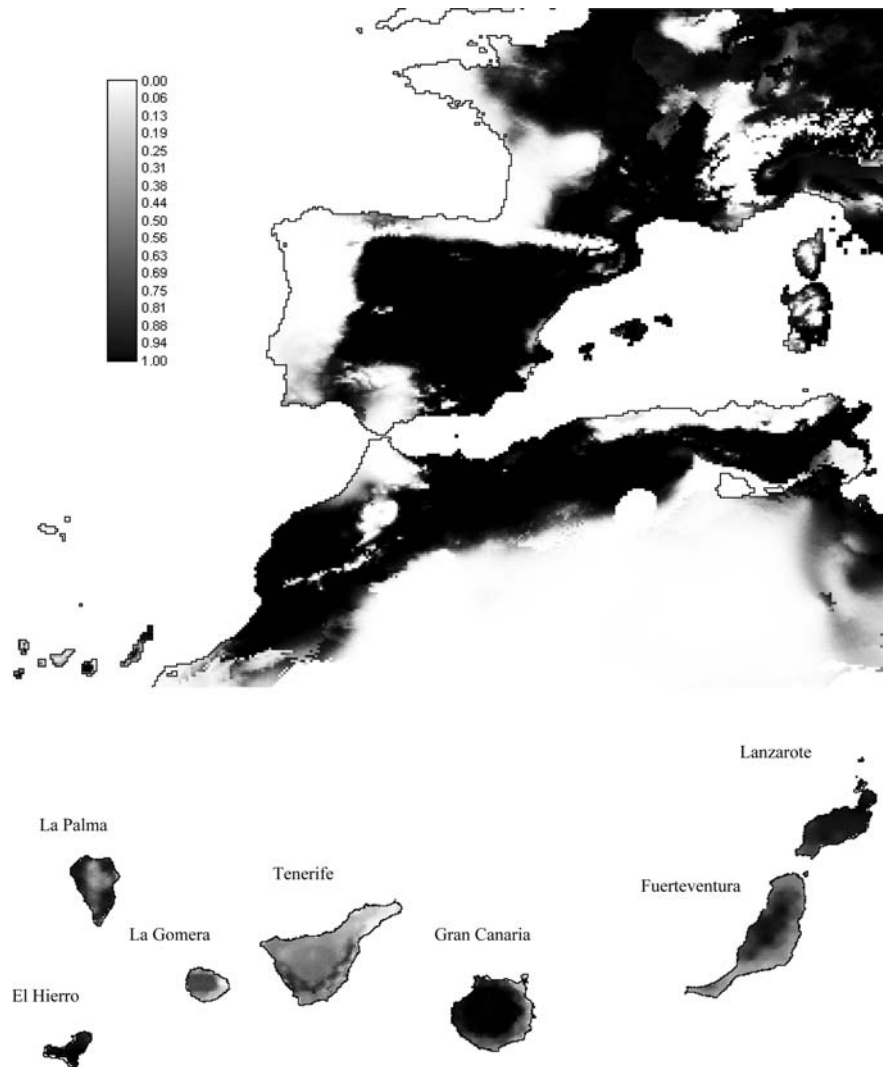 0.00
0.06
0.13
0.19
0.25
0.31
0.38
0.44
0.50
0.56
0.63
0.69
0.75
0.81
0.88
0.94
1.00
Lanzarote
La Palma
Tenerife
Fuerteventura
La Gomera
Gran Canaria
El Hierro